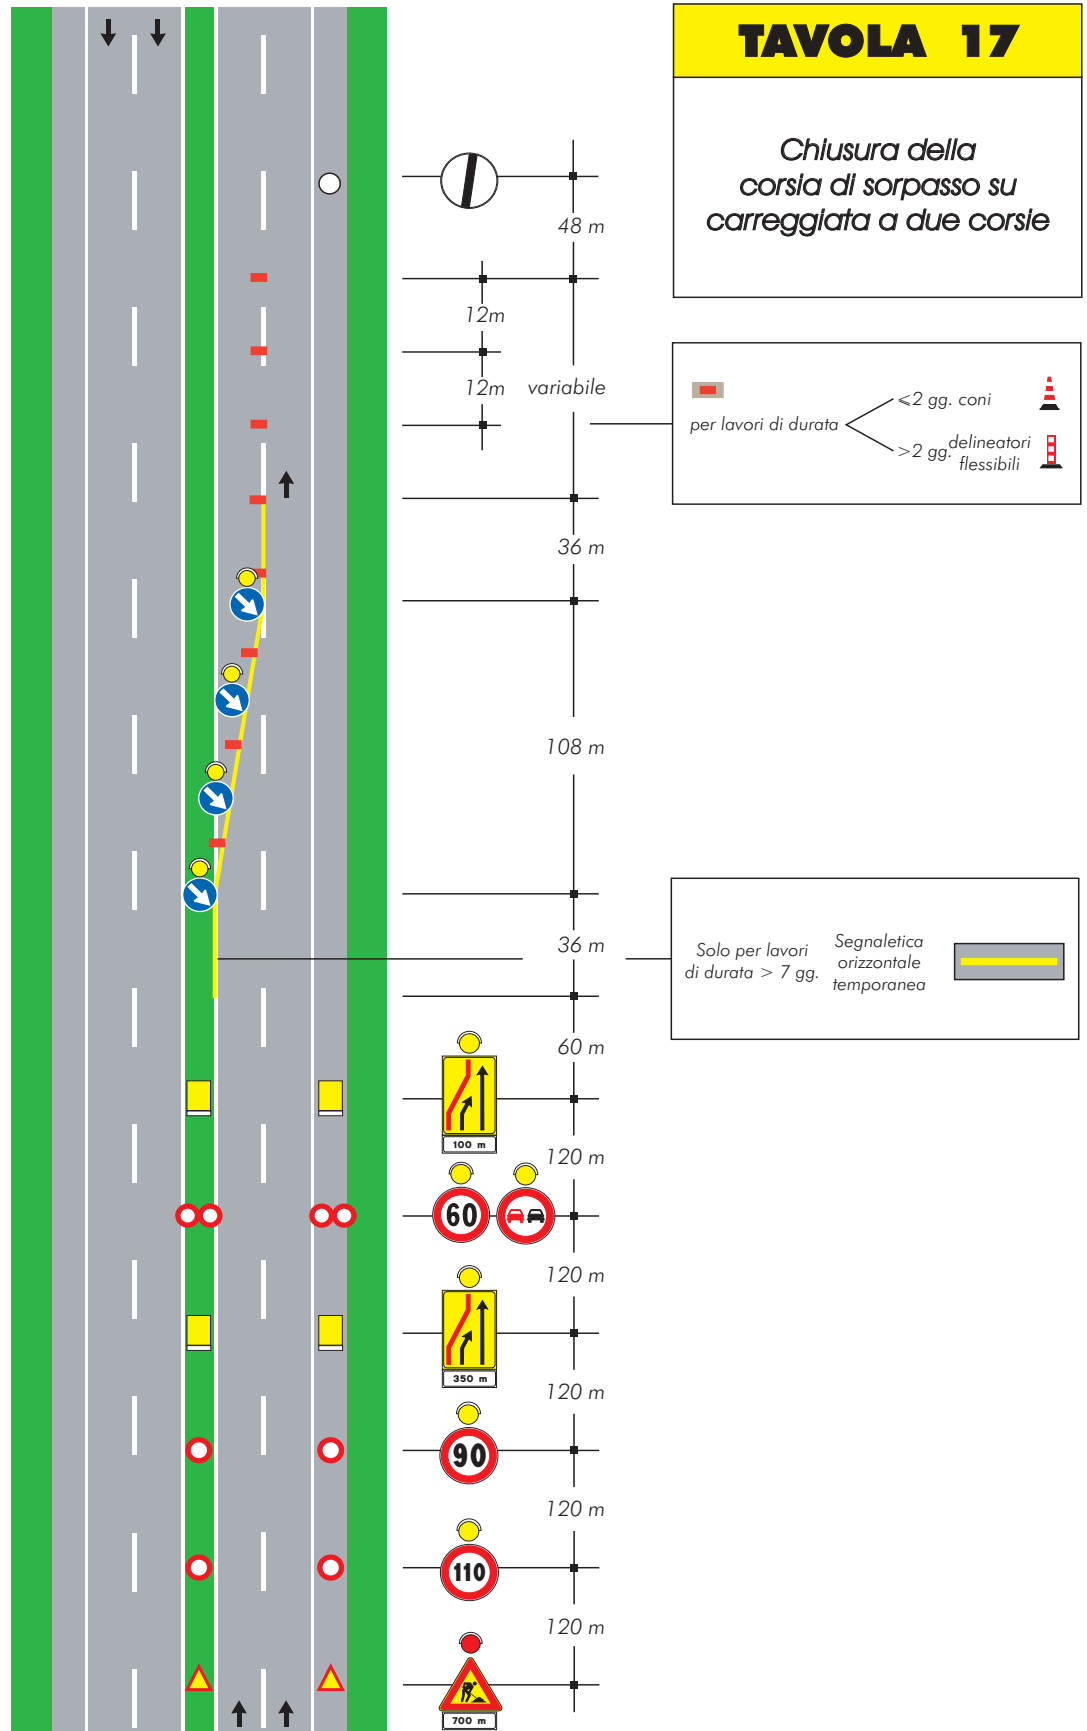 TAVOLA 17
Chiusura della
corsia di sorpasso su
carreggiata a due corsie
48 m
12m
12m
variabile
per lavori di durata
⩽2 gg. coni
>2 gg. delineatori
flessibili
36 m
108 m
36 m
Solo per lavori
di durata > 7 gg.
Segnaletica
orizzontale
temporanea
60 m
100 m
120 m
60
120 m
350 m
120 m
90
120 m
110
120 m
700 m